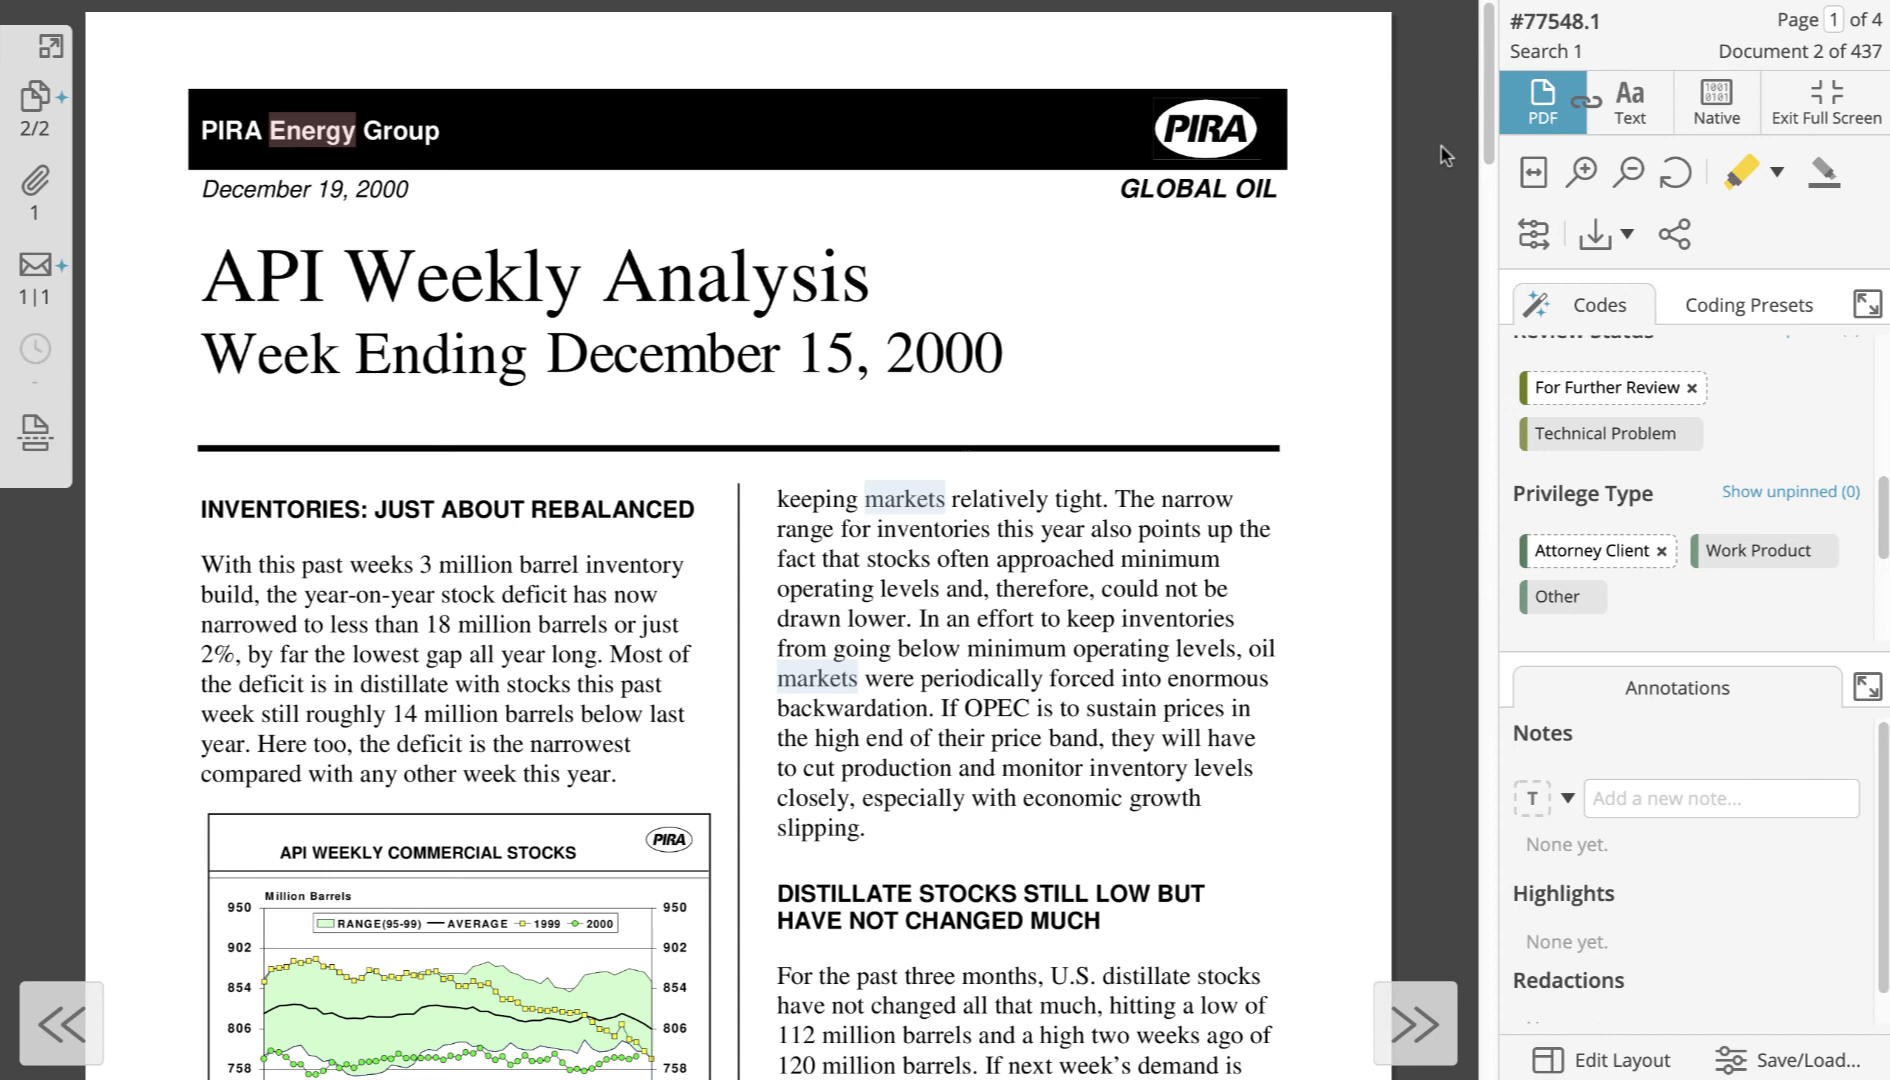 2/2
1
1|1
-
PIRA Energy Group
PIRA
December 19, 2000
GLOBAL OIL
API Weekly Analysis
Week Ending December 15, 2000
INVENTORIES: JUST ABOUT REBALANCED
With this past weeks 3 million barrel inventory
build, the year-on-year stock deficit has now
narrowed to less than 18 million barrels or just
2%, by far the lowest gap all year long. Most of
the deficit is in distillate with stocks this past
week still roughly 14 million barrels below last
year. Here too, the deficit is the narrowest
compared with any other week this year.
API WEEKLY COMMERCIAL STOCKS
PIRA
Million Barrels
RANGE(95-99) AVERAGE 1999 2000
950 950
902 902
854 854
806 806
758 758
keeping markets relatively tight. The narrow
range for inventories this year also points up the
fact that stocks often approached minimum
operating levels and, therefore, could not be
drawn lower. In an effort to keep inventories
from going below minimum operating levels, oil
markets were periodically forced into enormous
backwardation. If OPEC is to sustain prices in
the high end of their price band, they will have
to cut production and monitor inventory levels
closely, especially with economic growth
slipping.
DISTILLATE STOCKS STILL LOW BUT
HAVE NOT CHANGED MUCH
For the past three months, U.S. distillate stocks
have not changed all that much, hitting a low of
112 million barrels and a high two weeks ago of
120 million barrels. If next week's demand is
#77548.1
Page 1 of 4
Search 1
Document 2 of 437
PDF
Aa
Text
1001
0101
Native
Exit Full Screen
Codes
Coding Presets
Review Status
For Further Review ×
Technical Problem
Privilege Type
Show unpinned (0)
Attorney Client ×
Work Product
Other
Annotations
Notes
T
Add a new note...
None yet.
Highlights
None yet.
Redactions
Edit Layout
Save/Load...